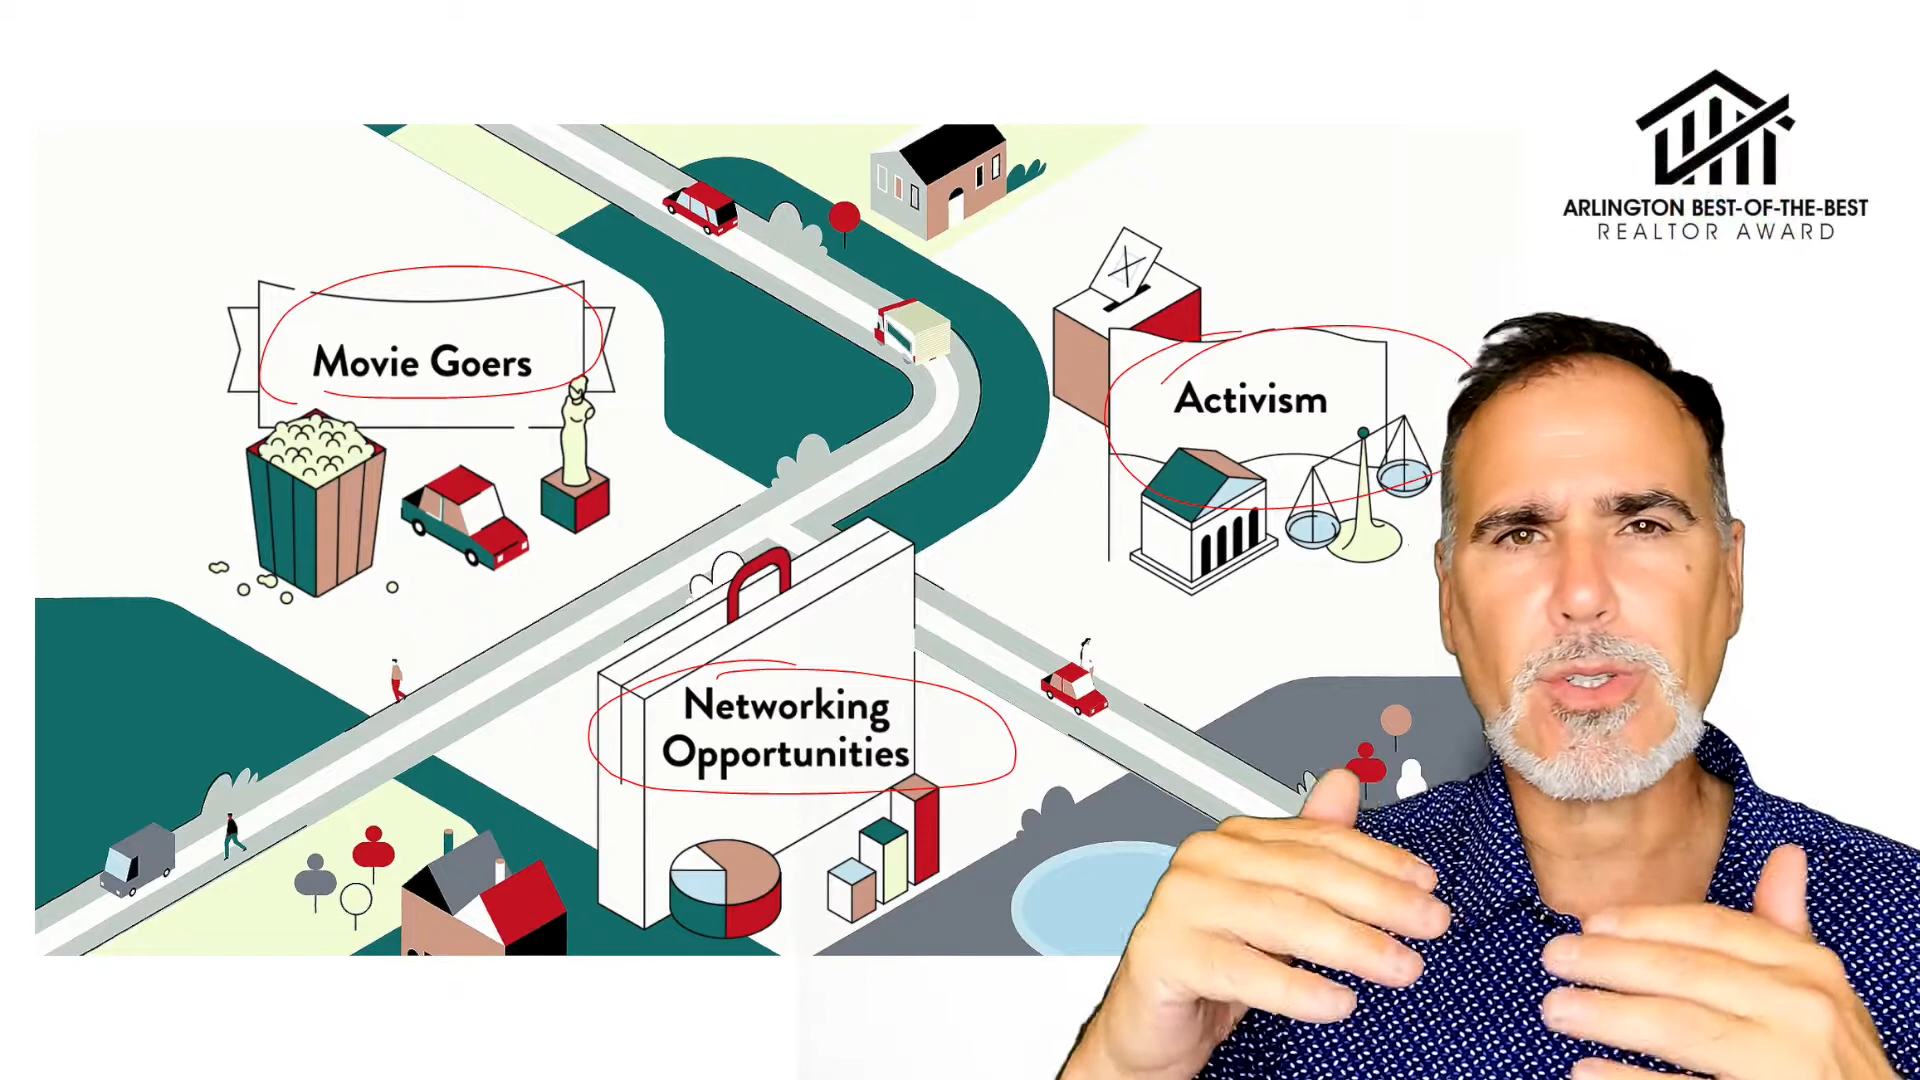 ARLINGTON BEST-OF-THE-BEST
REALTOR AWARD
Movie Goers
Activism
Networking
Opportunities